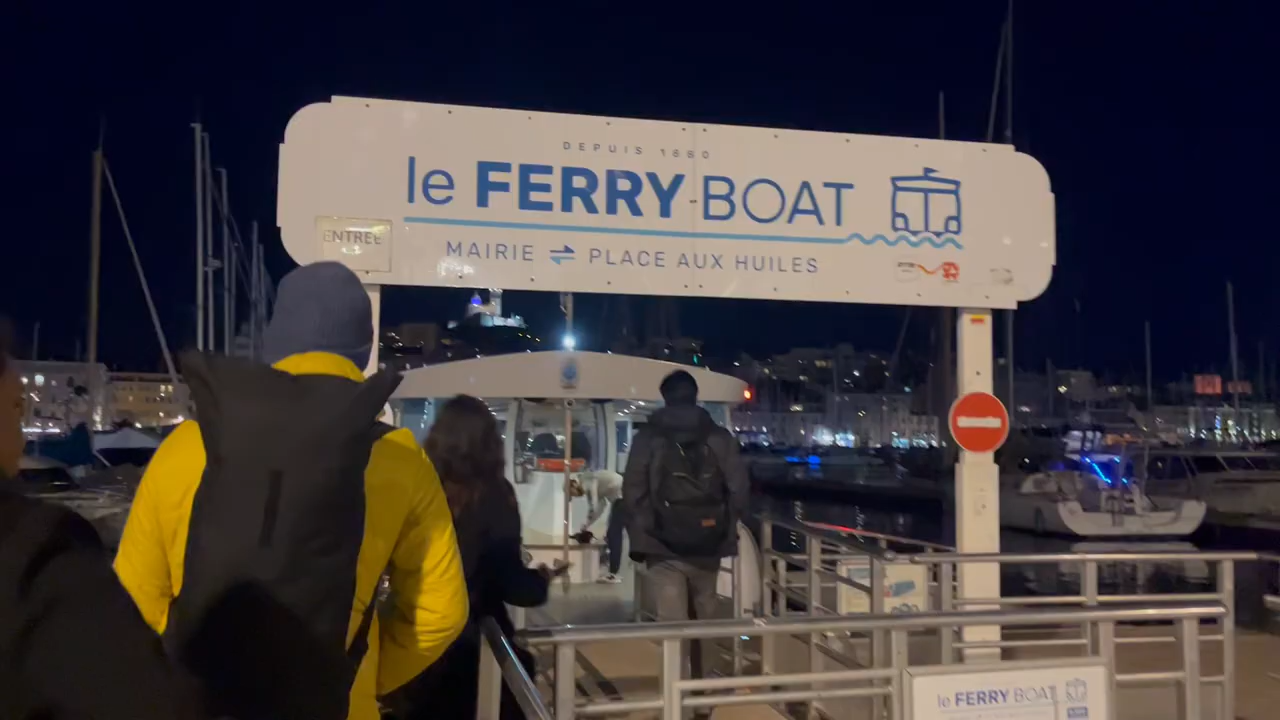 DEPUIS 1880
le FERRY BOAT
ENTRÉE
MAIRIE ⇌ PLACE AUX HUILES
le FERRY BOAT